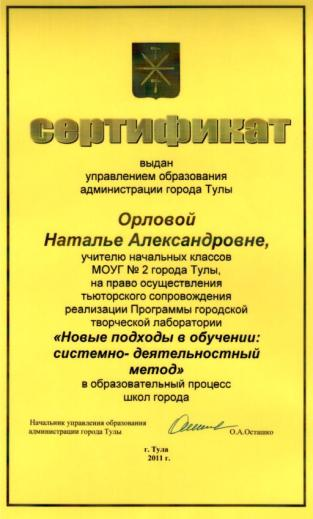 сертификат
выдан
управлением образования
администрации города Тулы
Орловой
Наталье Александровне,
учителю начальных классов
МОУГ № 2 города Тулы,
на право осуществления
тьюторского сопровождения
реализации Программы городской
творческой лаборатории
«Новые подходы в обучении:
системно- деятельностный
метод»
в образовательный процесс
школ города
Начальник управления образования
администрации города Тулы О.А.Осташко
г. Тула
2011 г.